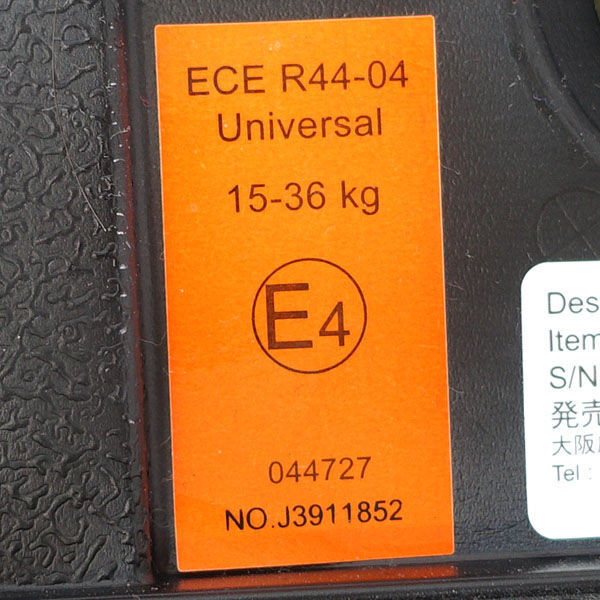 ECE R44-04
Universal
15-36 kg
E4
044727
NO.J3911852
Des
Item
S/N
発売
大阪
Tel :